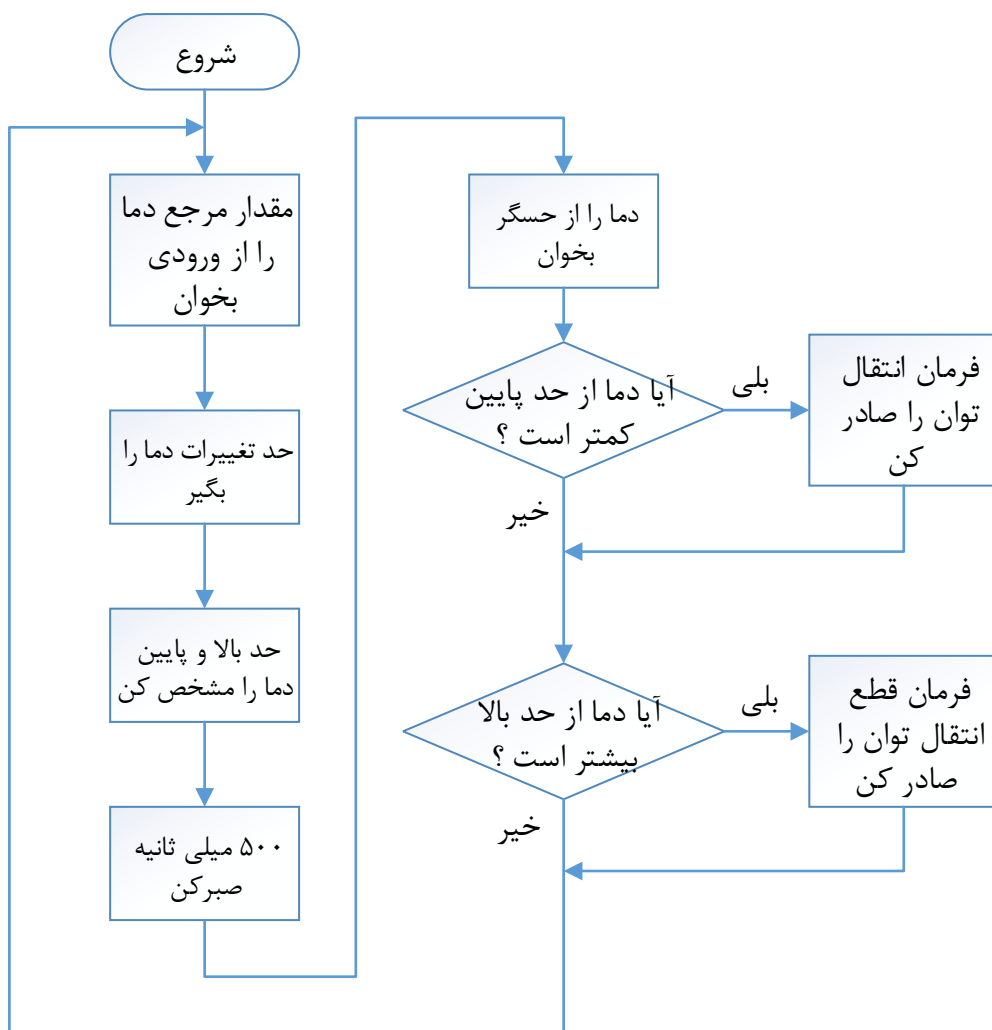 شروع
مقدار مرجع دما
را از ورودی
بخوان
حد تغییرات دما را
بگیر
حد بالا و پایین
دما را مشخص کن
۵۰۰ میلی ثانیه
صبرکن
دما را از حسگر
بخوان
آیا دما از حد پایین
کمتر است ؟
بلی
فرمان انتقال
توان را صادر
کن
خیر
آیا دما از حد بالا
بیشتر است ؟
بلی
فرمان قطع
انتقال توان را
صادر کن
خیر